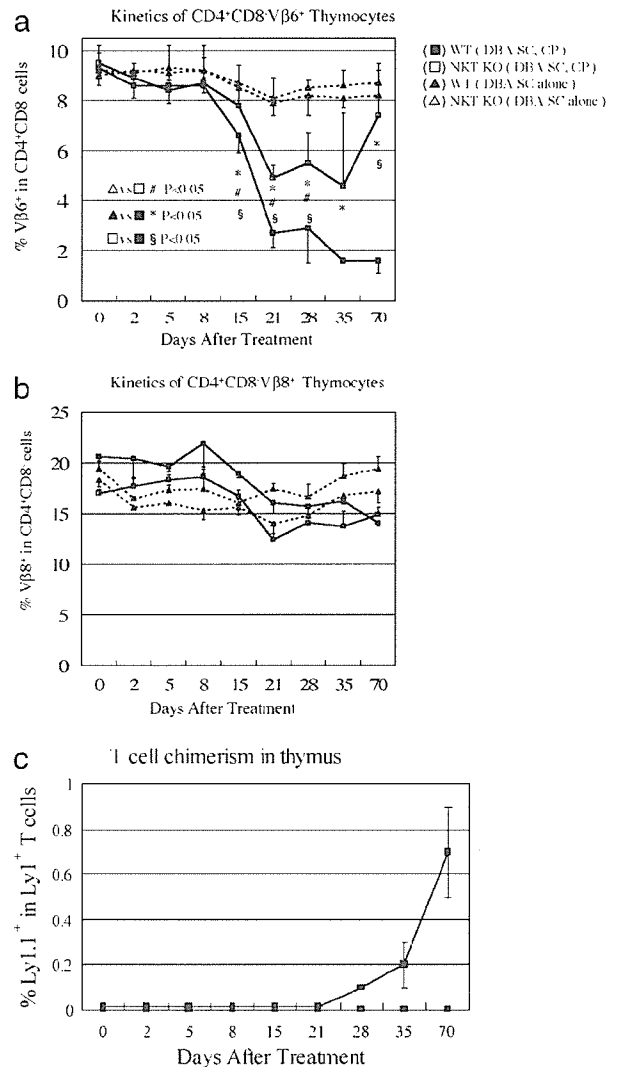 a
Kinetics of CD4⁺CD8⁻Vβ6⁺ Thymocytes
% Vβ6⁺ in CD4⁺CD8⁻ cells
10
8
6
4
2
0
△ vs □ # P<0.05
▲ vs ■ * P<0.05
□ vs ■ § P<0.05
*
#
§
*
#
§
*
#
§
*
*
§
0 2 5 8 15 21 28 35 70
Days After Treatment
(■) WT (DBA SC, CP)
(□) NKT KO (DBA SC, CP)
(▲) WT (DBA SC alone)
(△) NKT KO (DBA SC alone)
b
Kinetics of CD4⁺CD8⁻Vβ8⁺ Thymocytes
% Vβ8⁺ in CD4⁺CD8⁻ cells
25
20
15
10
5
0
0 2 5 8 15 21 28 35 70
Days After Treatment
c
T cell chimerism in thymus
% Ly1.1⁺ in Ly1⁺ T cells
1
0.8
0.6
0.4
0.2
0
0 2 5 8 15 21 28 35 70
Days After Treatment